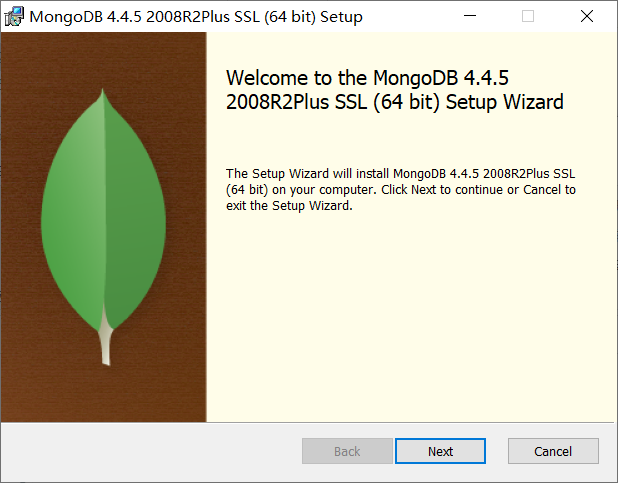 MongoDB 4.4.5 2008R2Plus SSL (64 bit) Setup
Welcome to the MongoDB 4.4.5
2008R2Plus SSL (64 bit) Setup Wizard
The Setup Wizard will install MongoDB 4.4.5 2008R2Plus SSL
(64 bit) on your computer. Click Next to continue or Cancel to
exit the Setup Wizard.
Back Next Cancel